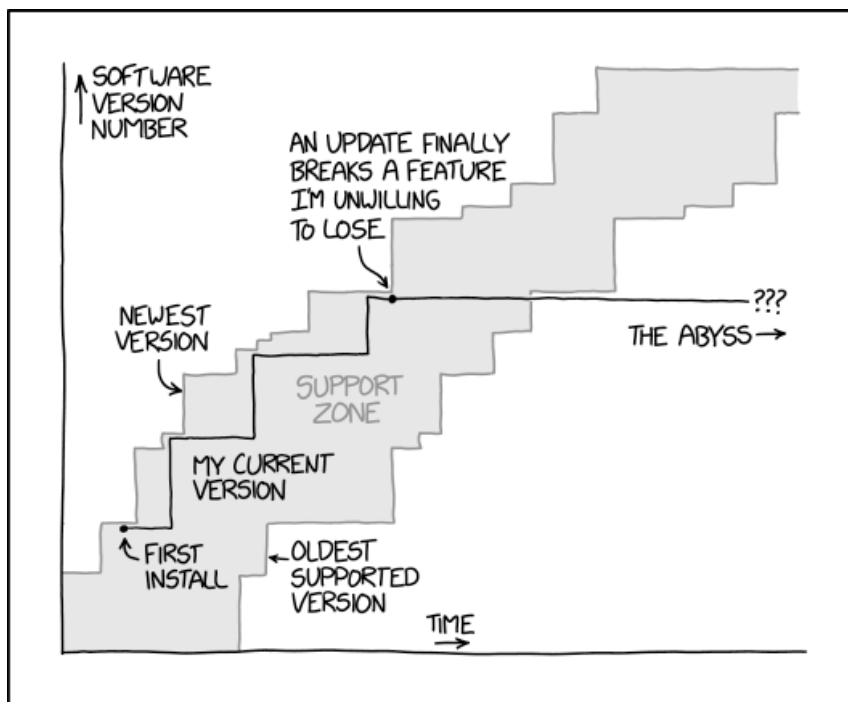 SOFTWARE
VERSION
NUMBER
AN UPDATE FINALLY
BREAKS A FEATURE
I'M UNWILLING
TO LOSE
NEWEST
VERSION
???
THE ABYSS
SUPPORT
ZONE
MY CURRENT
VERSION
FIRST
INSTALL
OLDEST
SUPPORTED
VERSION
TIME